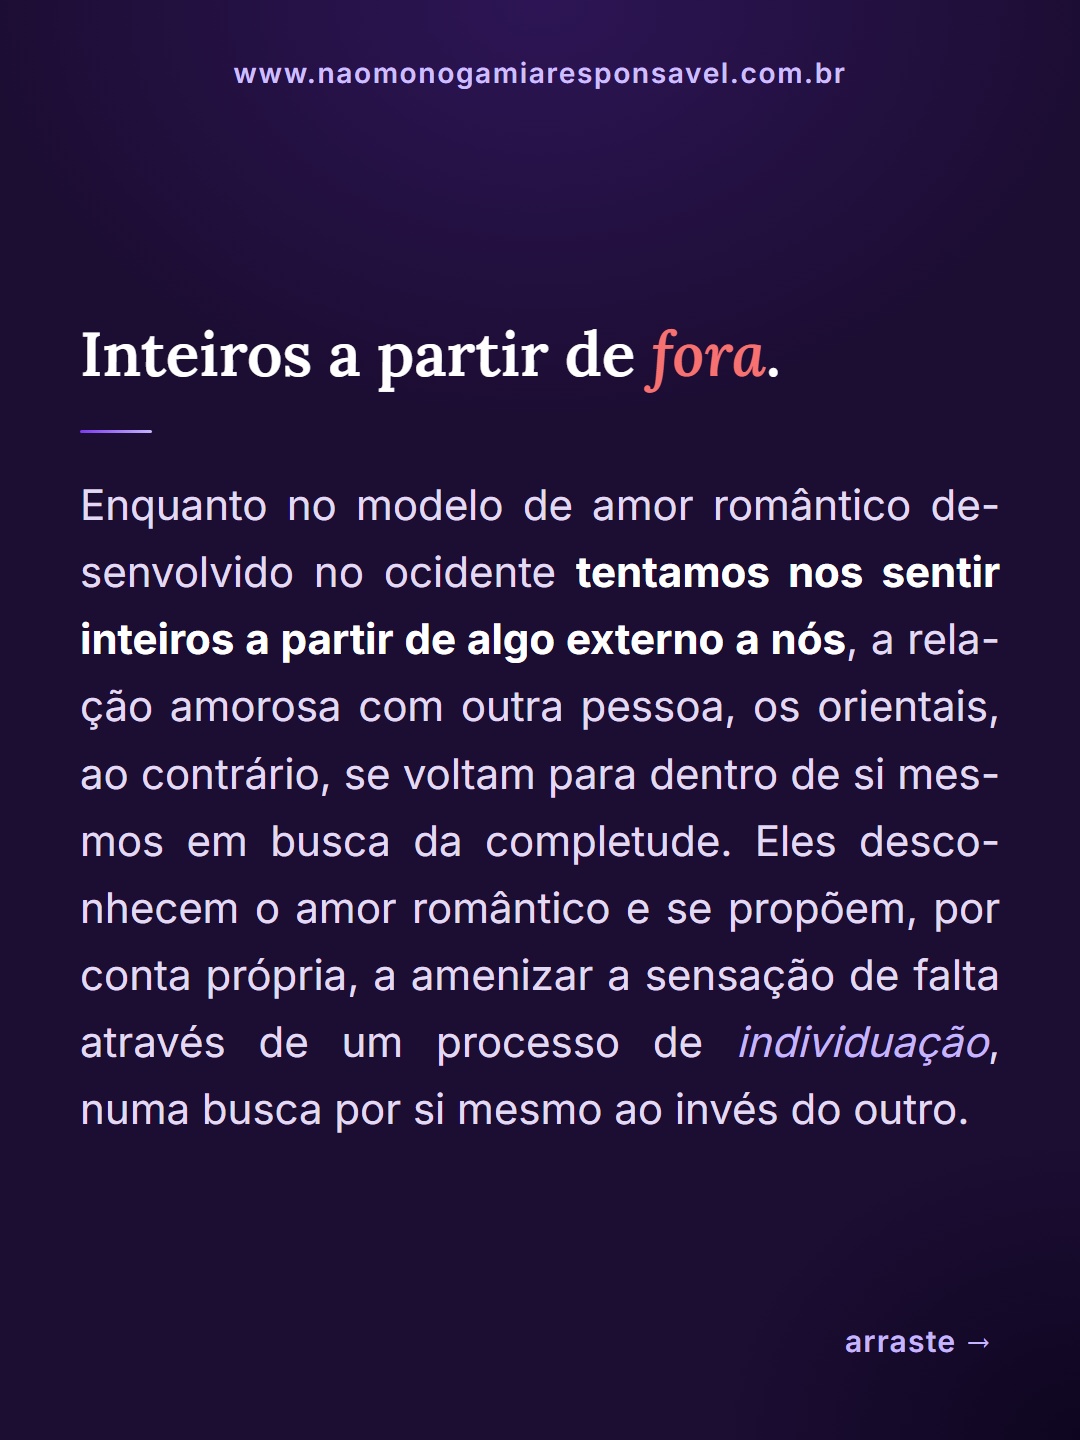 www.naomonogamiaresponsavel.com.br
Inteiros a partir de fora.
Enquanto no modelo de amor romântico de-
senvolvido no ocidente tentamos nos sentir
inteiros a partir de algo externo a nós, a rela-
ção amorosa com outra pessoa, os orientais,
ao contrário, se voltam para dentro de si mes-
mos em busca da completude. Eles desco-
nhecem o amor romântico e se propõem, por
conta própria, a amenizar a sensação de falta
através de um processo de individuação,
numa busca por si mesmo ao invés do outro.
arraste →